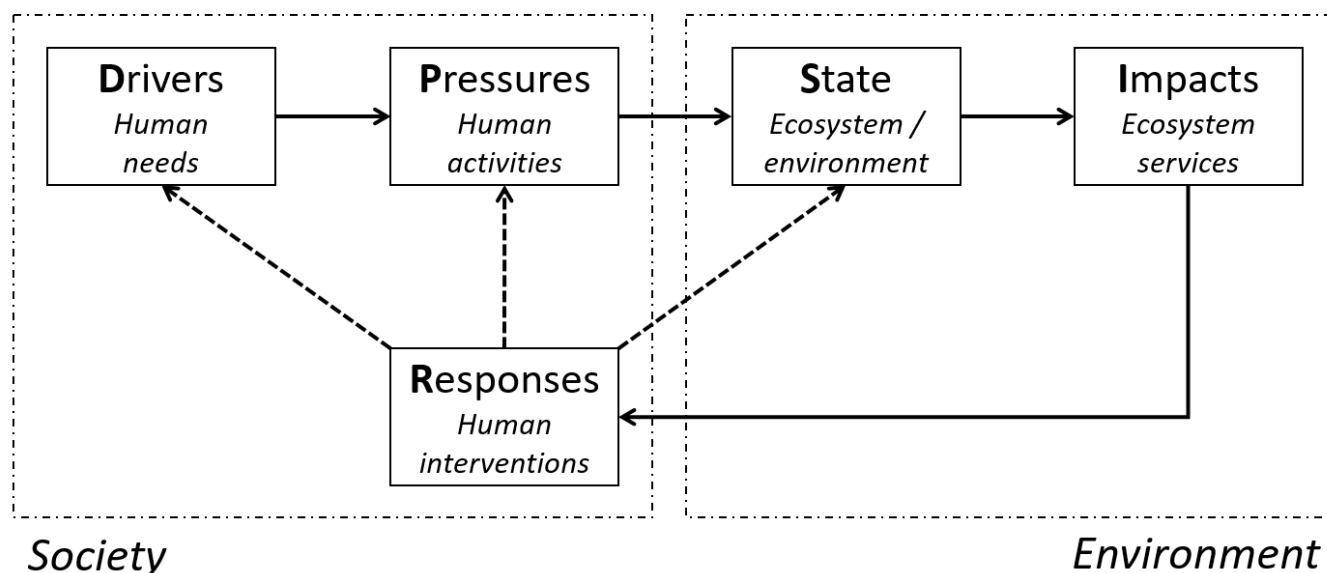 Drivers
Human
needs
Pressures
Human
activities
State
Ecosystem /
environment
Impacts
Ecosystem
services
Responses
Human
interventions
Society
Environment